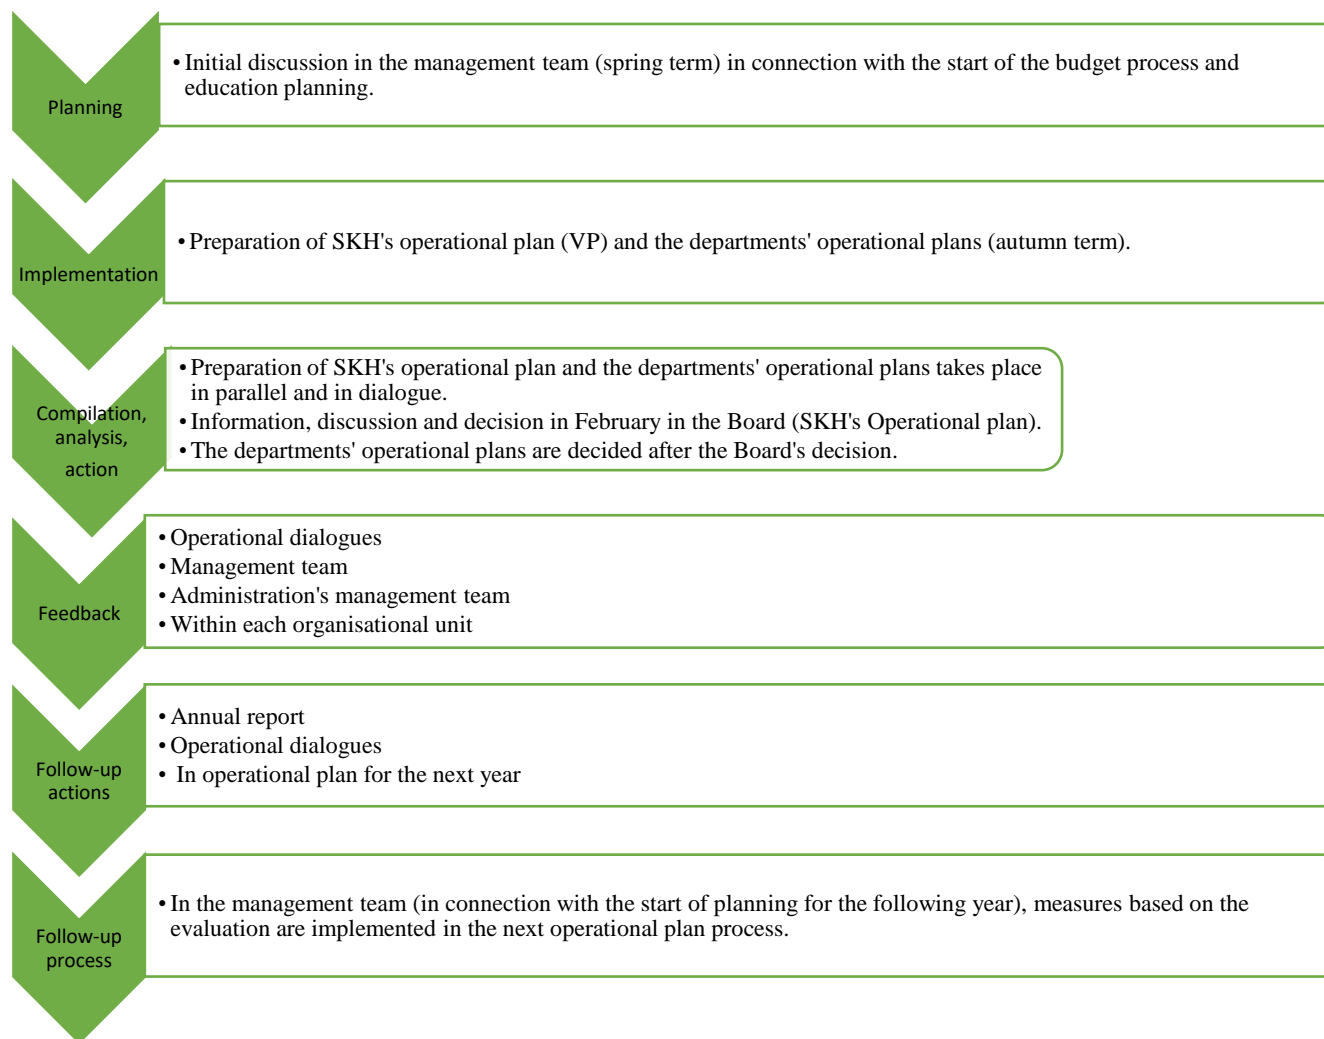 Planning
• Initial discussion in the management team (spring term) in connection with the start of the budget process and
education planning.
Implementation
• Preparation of SKH's operational plan (VP) and the departments' operational plans (autumn term).
Compilation,
analysis,
action
• Preparation of SKH's operational plan and the departments' operational plans takes place
in parallel and in dialogue.
• Information, discussion and decision in February in the Board (SKH's Operational plan).
• The departments' operational plans are decided after the Board's decision.
Feedback
• Operational dialogues
• Management team
• Administration's management team
• Within each organisational unit
Follow-up
actions
• Annual report
• Operational dialogues
• In operational plan for the next year
Follow-up
process
• In the management team (in connection with the start of planning for the following year), measures based on the
evaluation are implemented in the next operational plan process.